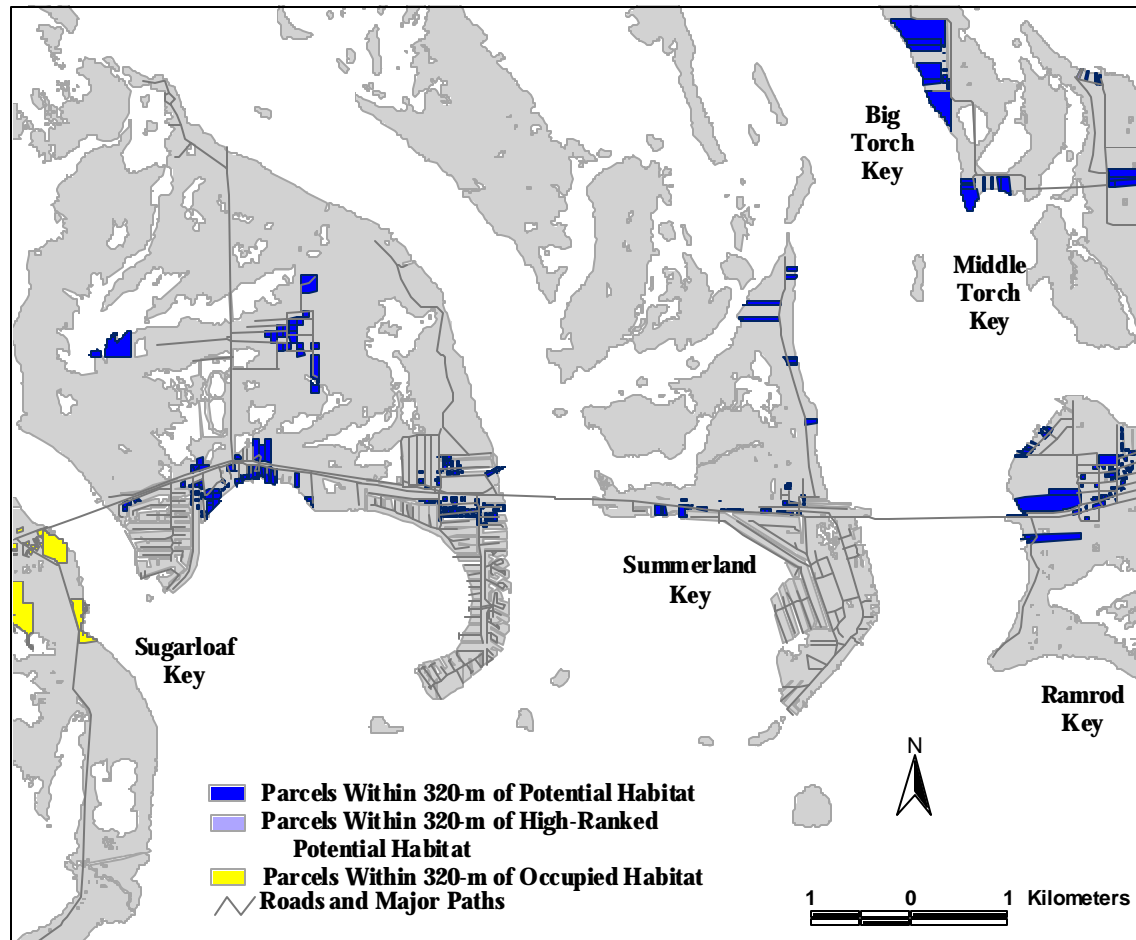 Big
Torch
Key
Middle
Torch
Key
Summerland
Key
Sugarloaf
Key
Ramrod
Key
N
Parcels Within 320-m of Potential Habitat
Parcels Within 320-m of High-Ranked
Potential Habitat
Parcels Within 320-m of Occupied Habitat
Roads and Major Paths
1 0 1 Kilometers